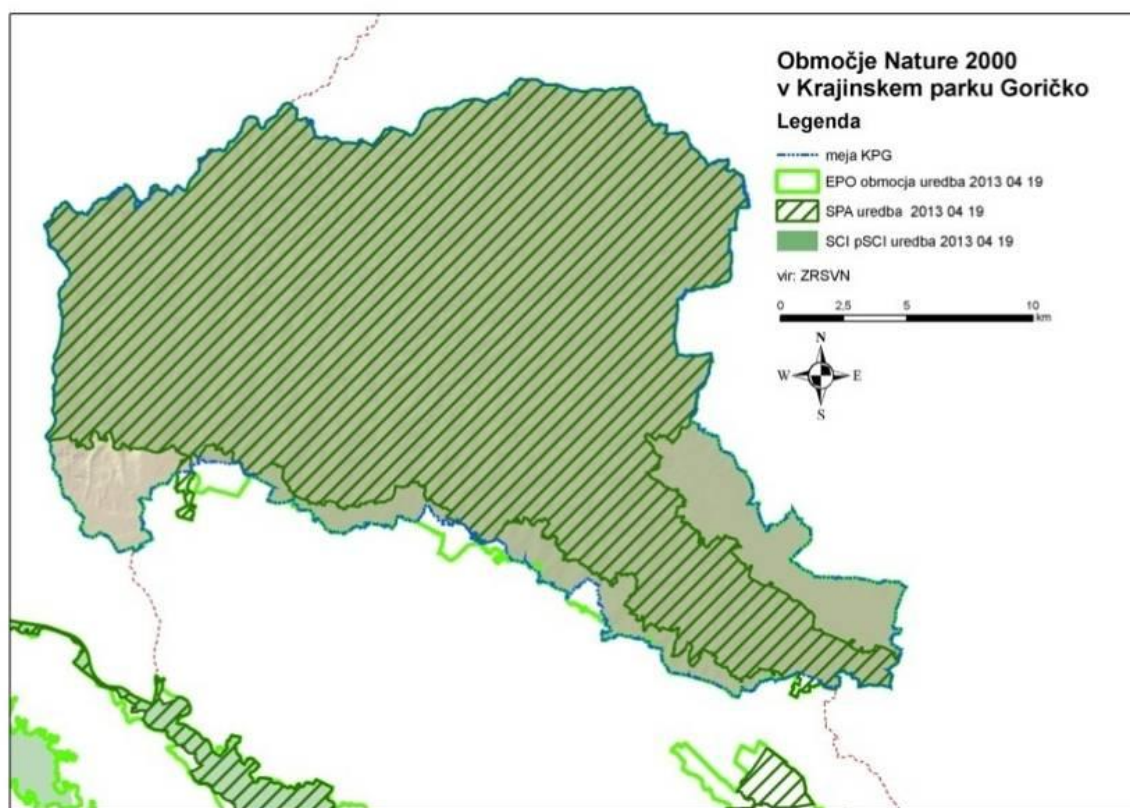 Območje Nature 2000
v Krajinskem parku Goričko
Legenda
meja KPG
EPO obmocja uredba 2013 04 19
SPA uredba 2013 04 19
SCI pSCI uredba 2013 04 19
vir: ZRSVN
0 2,5 5 10
km
N
W E
S